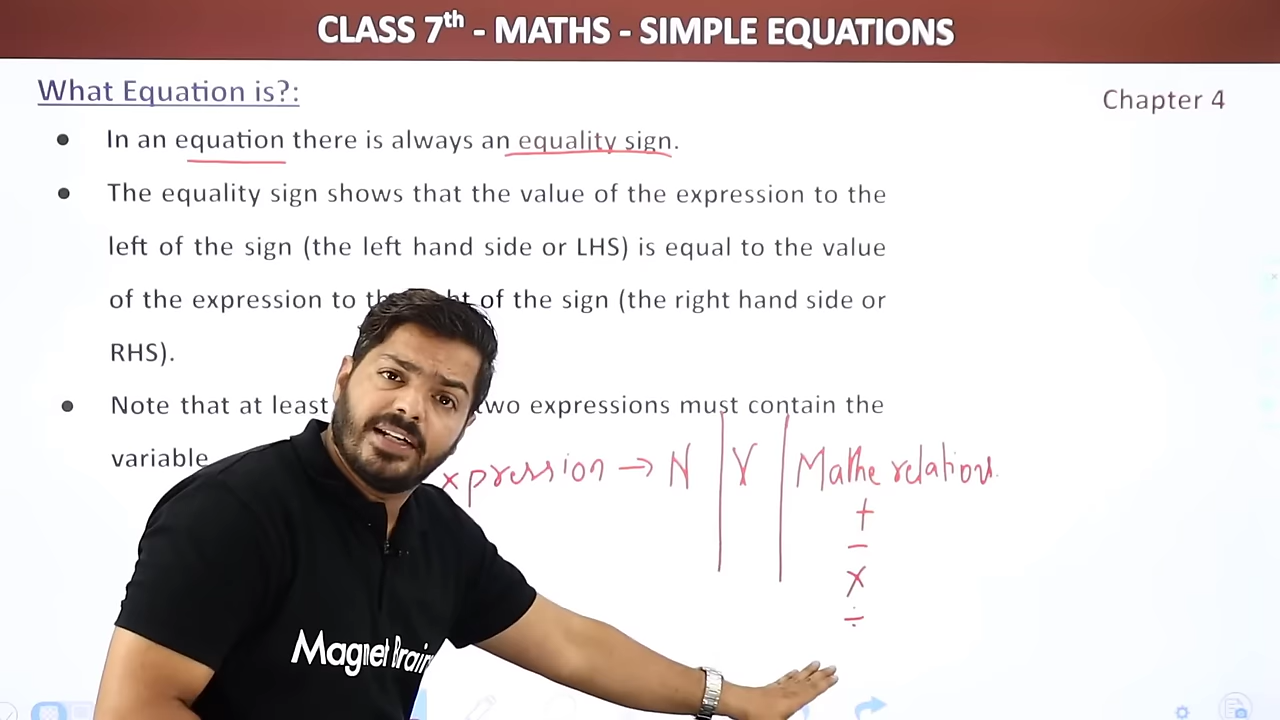 CLASS 7th - MATHS - SIMPLE EQUATIONS
What Equation is?:
Chapter 4
● In an equation there is always an equality sign.
● The equality sign shows that the value of the expression to the
left of the sign (the left hand side or LHS) is equal to the value
of the expression to of the sign (the right hand side or
RHS).
● Note that at least two expressions must contain the
variable
xpression → N | V | Mathe relation
+
−
×
÷
Magnet Brain